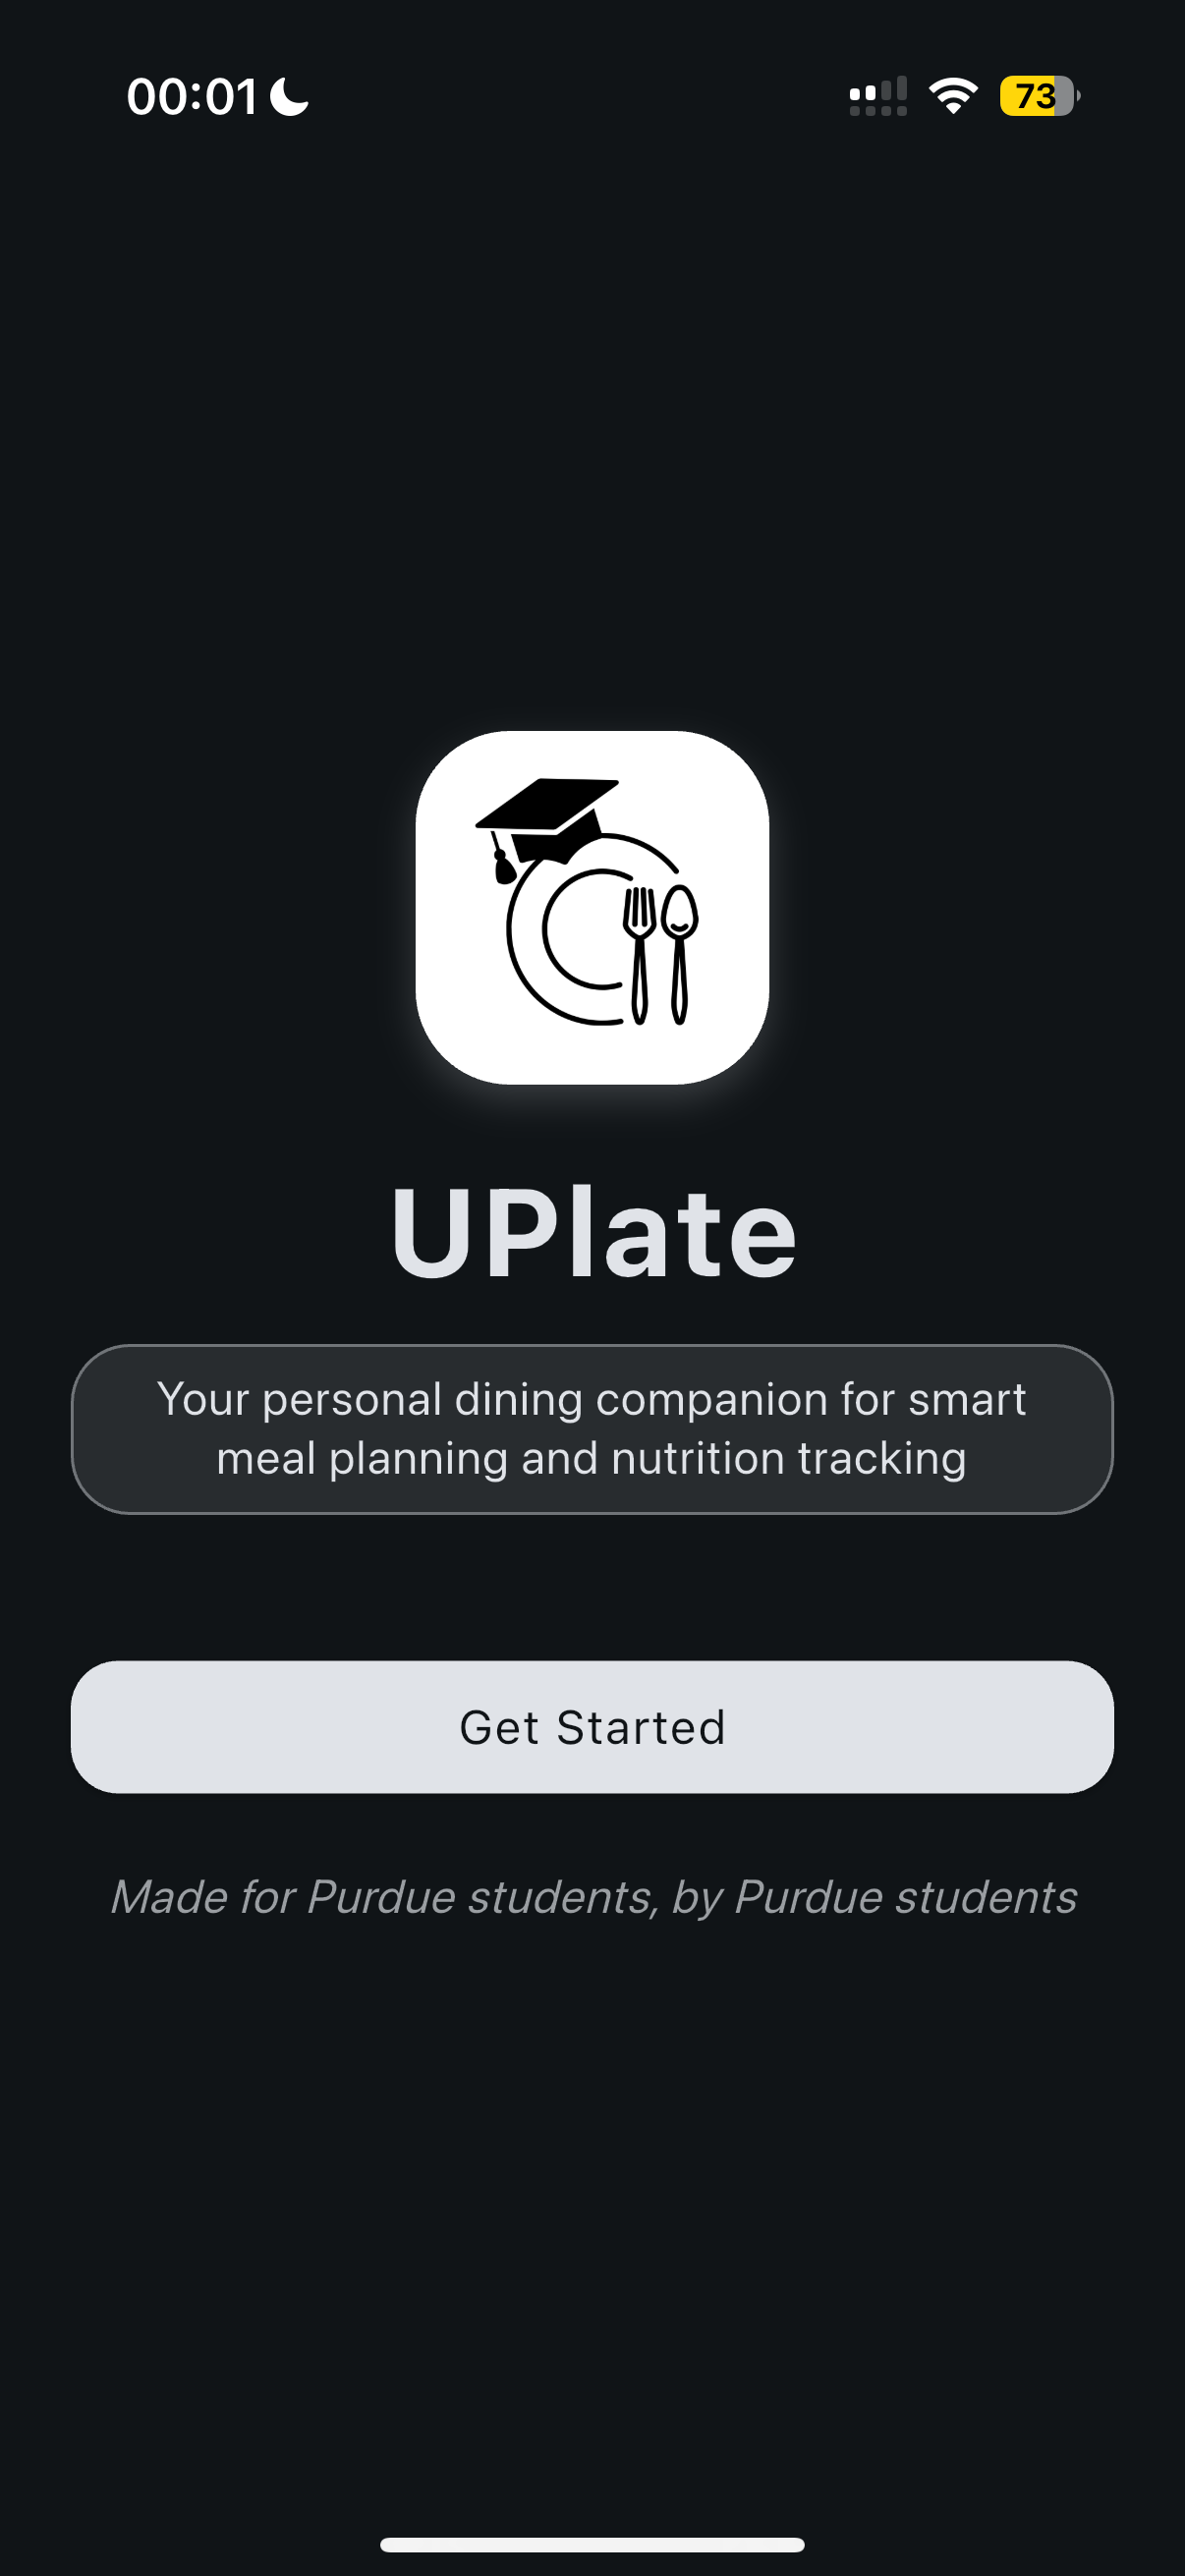 00:01
73
UPlate
Your personal dining companion for smart
meal planning and nutrition tracking
Get Started
Made for Purdue students, by Purdue students